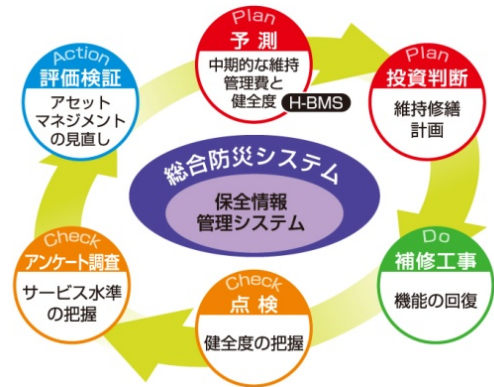 Plan
予測
中期的な維持
管理費と
健全度 H-BMS
Plan
投資判断
維持修繕
計画
Do
補修工事
機能の回復
Check
点検
健全度の把握
Check
アンケート調査
サービス水準
の把握
Action
評価検証
アセット
マネジメント
の見直し
総合防災システム
保全情報
管理システム